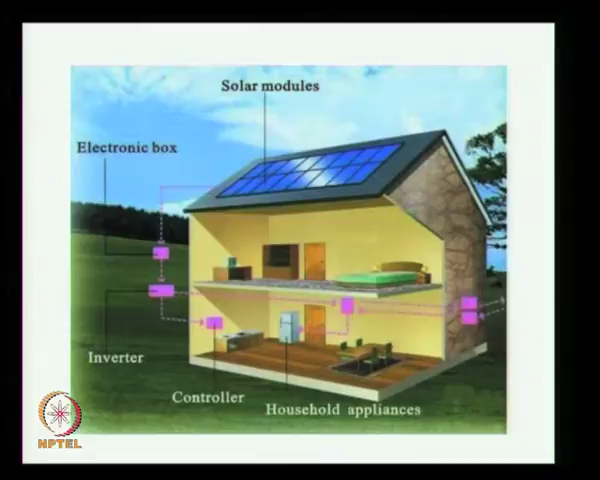 Solar modules
Electronic box
Inverter
Controller
Household appliances
NPTEL